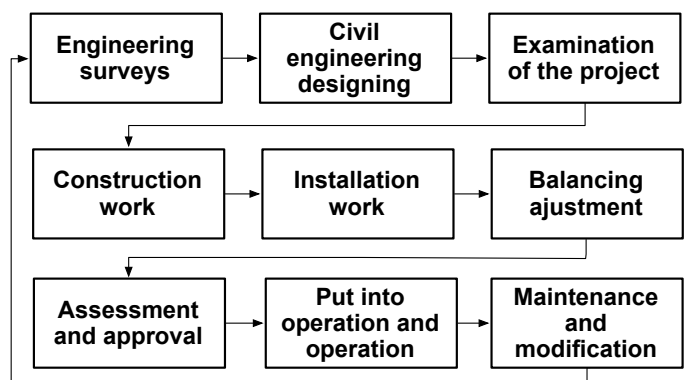 Engineering
surveys
Civil
engineering
designing
Examination
of the project
Construction
work
Installation
work
Balancing
ajustment
Assessment
and approval
Put into
operation and
operation
Maintenance
and
modification